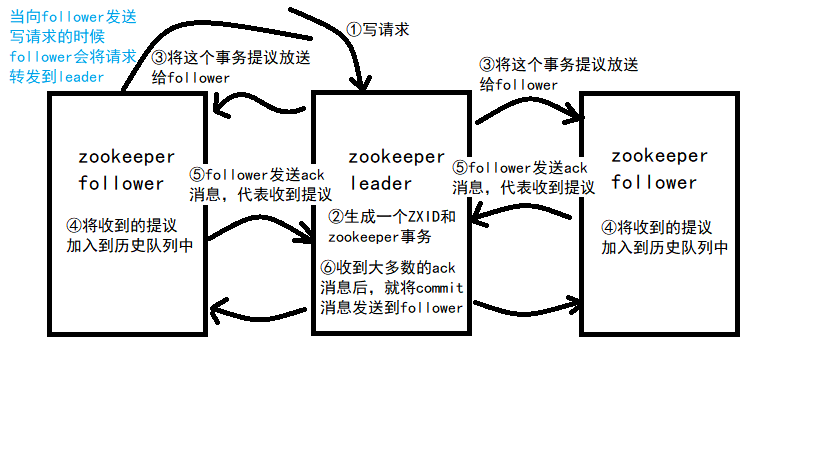 当向follower发送
写请求的时候
follower会将请求
转发到leader
①写请求
③将这个事务提议放送
给follower
③将这个事务提议放送
给follower
zookeeper
follower
④将收到的提议
加入到历史队列中
⑤follower发送ack
消息，代表收到提议
zookeeper
leader
②生成一个ZXID和
zookeeper事务
⑥收到大多数的ack
消息后，就将commit
消息发送到follower
⑤follower发送ack
消息，代表收到提议
zookeeper
follower
④将收到的提议
加入到历史队列中